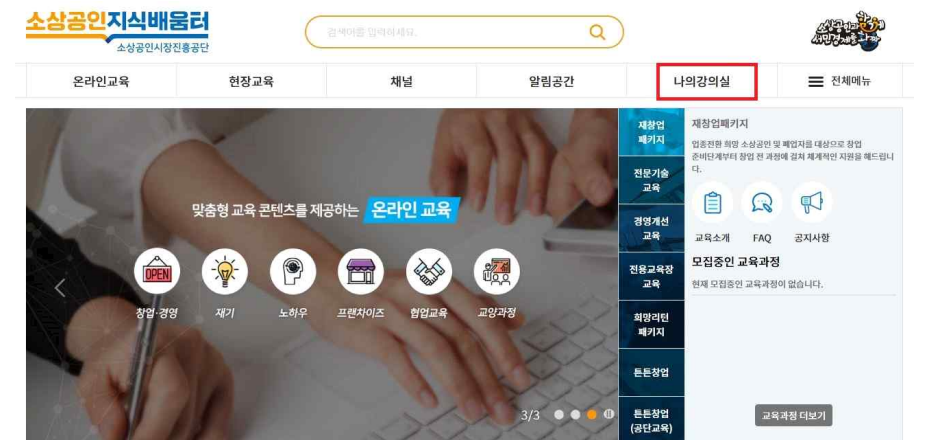 소상공인지식배움터
소상공인시장진흥공단
검색어를 입력하세요.
온라인교육 현장교육 채널 알림공간 나의강의실 전체메뉴
맞춤형 교육 콘텐츠를 제공하는 온라인 교육
OPEN
창업·경영 재기 노하우 프랜차이즈 협업교육 교양과정
3/3
재창업
패키지
전문기술
교육
경영개선
교육
전용교육장
교육
희망리턴
패키지
튼튼창업
튼튼창업
(공단교육)
재창업패키지
업종전환 희망 소상공인 및 폐업자를 대상으로 창업
준비단계부터 창업 전 과정에 걸쳐 체계적인 지원을 해드립니
다.
교육소개 FAQ 공지사항
모집중인 교육과정
현재 모집중인 교육과정이 없습니다.
교육과정 더보기